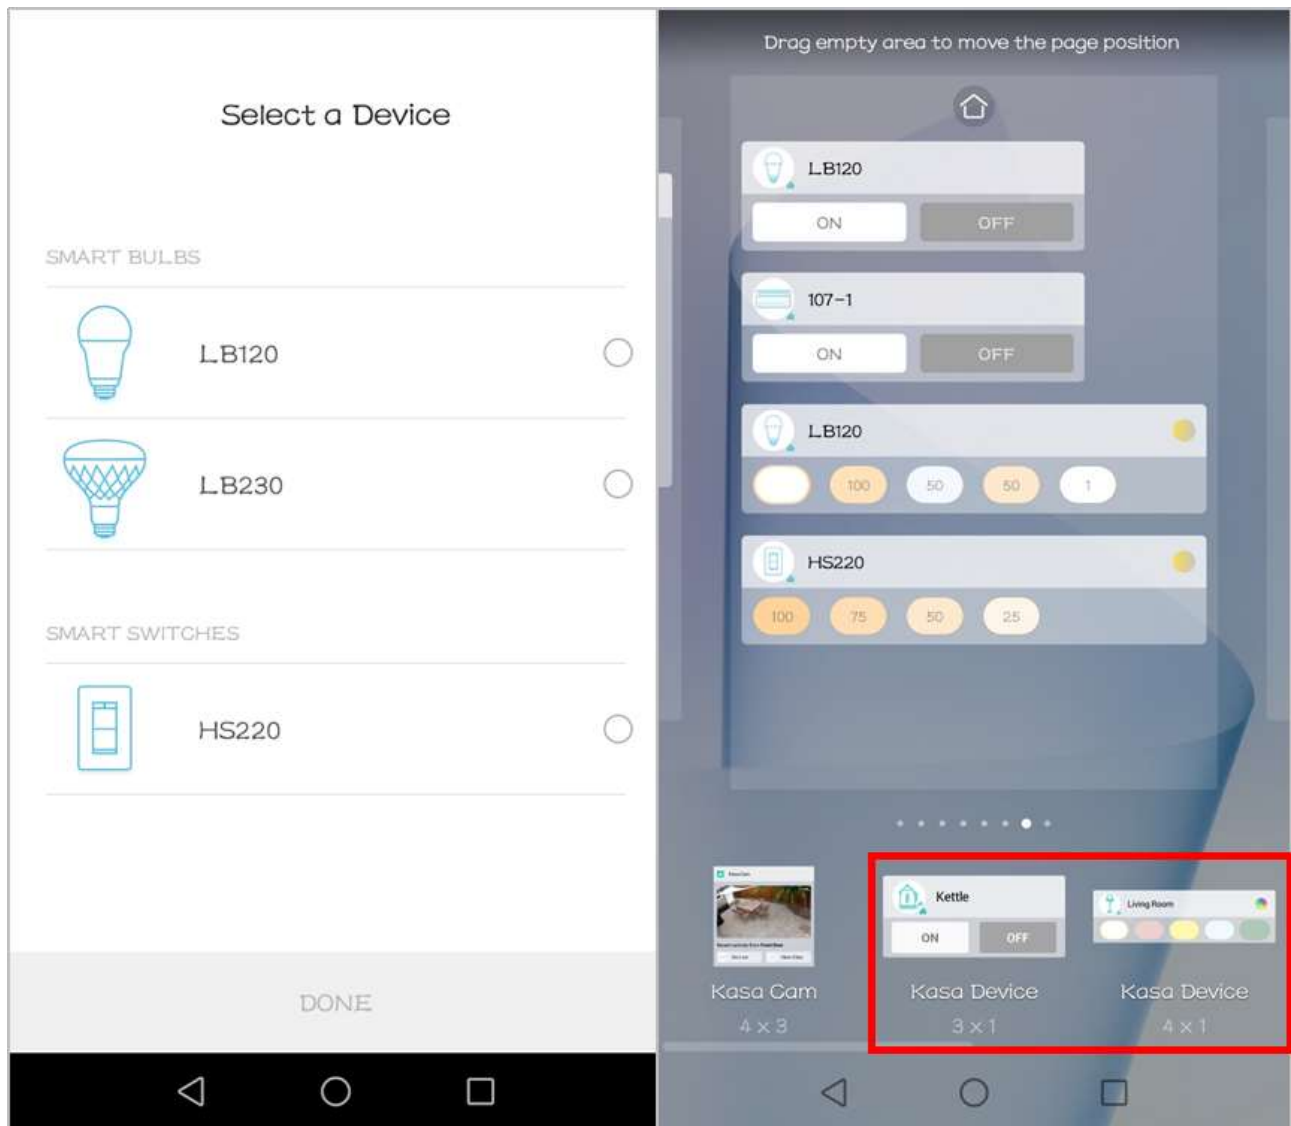 Select a Device
SMART BULBS
LB120
LB230
SMART SWITCHES
HS220
DONE
Drag empty area to move the page position
LB120
ON OFF
107-1
ON OFF
LB120
100 50 50 1
HS220
100 75 50 25
Kasa Cam
Kettle
ON OFF
Living Room
Kasa Cam Kasa Device Kasa Device
4 x 3 3 x 1 4 x 1